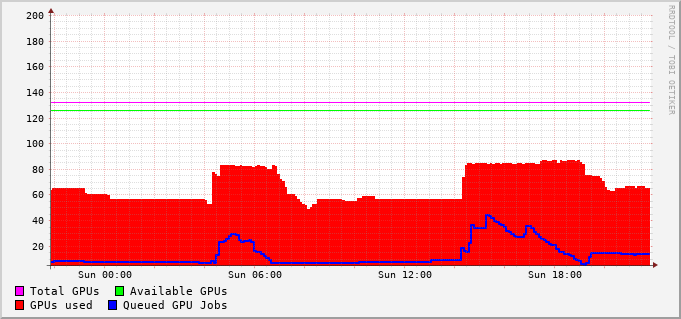 200
180
160
140
120
100
80
60
40
20
Sun 00:00 Sun 06:00 Sun 12:00 Sun 18:00
Total GPUs Available GPUs
GPUs used Queued GPU Jobs
RRDTOOL / TOBI OETIKER